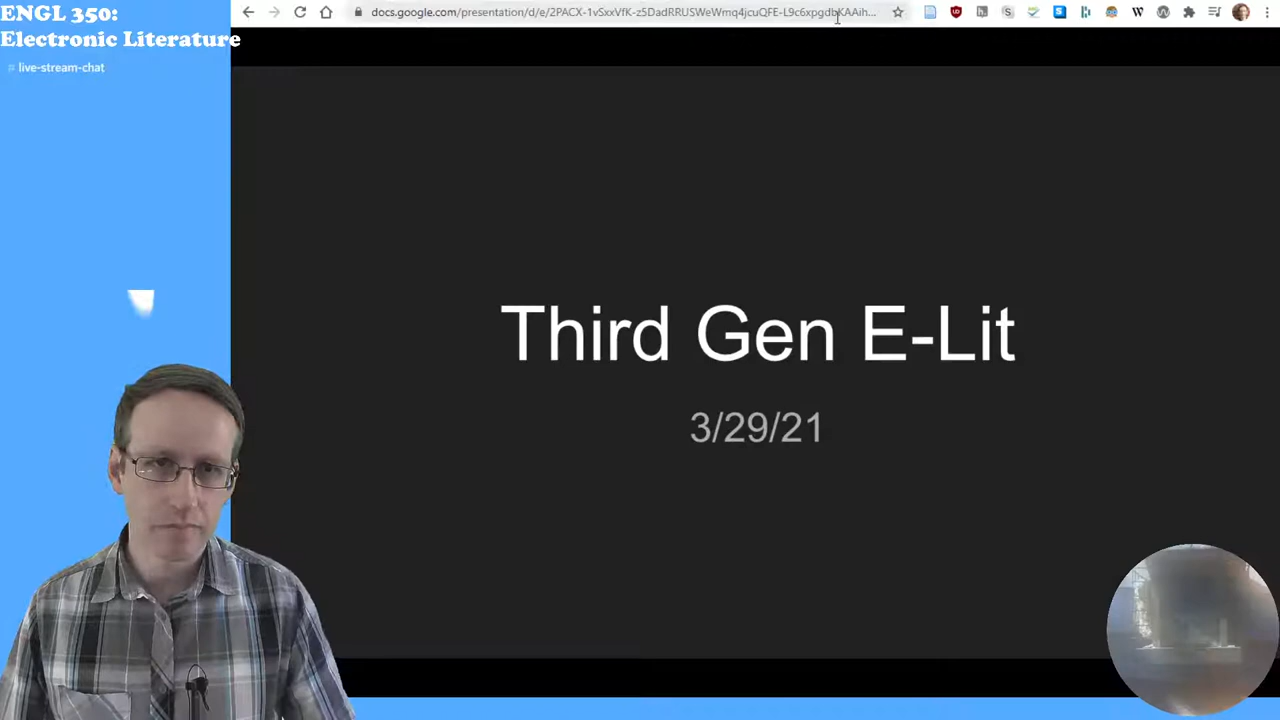 ENGL 350:
Electronic Literature
# live-stream-chat
docs.google.com/presentation/d/e/2PACX-1vSxxVfK-z5DadRRUSWeWmq4jcuQFE-L9c6xpgdbKAAih...
Third Gen E-Lit
3/29/21